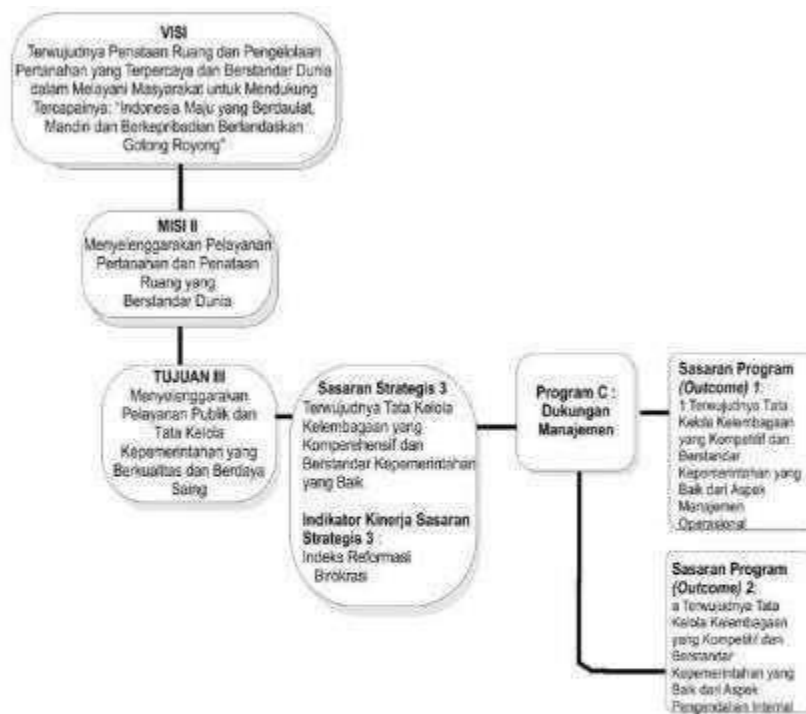 VISI
Terwujudnya Penataan Ruang dan Pengelolaan
Pertanahan yang Terpercaya dan Berstandar Dunia
dalam Melayani Masyarakat untuk Mendukung
Tercapainya: "Indonesia Maju yang Berdaulat,
Mandiri dan Berkepribadian Berlandaskan
Gotong Royong"
MISI II
Menyelenggarakan Pelayanan
Pertanahan dan Penataan
Ruang yang
Berstandar Dunia
TUJUAN III
Menyelenggarakan
Pelayanan Publik dan
Tata Kelola
Kepemerintahan yang
Berkualitas dan Berdaya
Saing
Sasaran Strategis 3
Terwujudnya Tata Kelola
Kelembagaan yang
Komperehensif dan
Berstandar Kepemerintahan
yang Baik
Indikator Kinerja Sasaran
Strategis 3 :
Indeks Reformasi
Birokrasi
Program C :
Dukungan
Manajemen
Sasaran Program
(Outcome) 1:
1 Terwujudnya Tata
Kelola Kelembagaan
yang Kompetitif dan
Berstandar
Kepemerintahan yang
Baik dari Aspek
Manajemen
Operasional
Sasaran Program
(Outcome) 2:
a Terwujudnya Tata
Kelola Kelembagaan
yang Kompetitif dan
Berstandar
Kepemerintahan yang
Baik dari Aspek
Pengendalian Internal